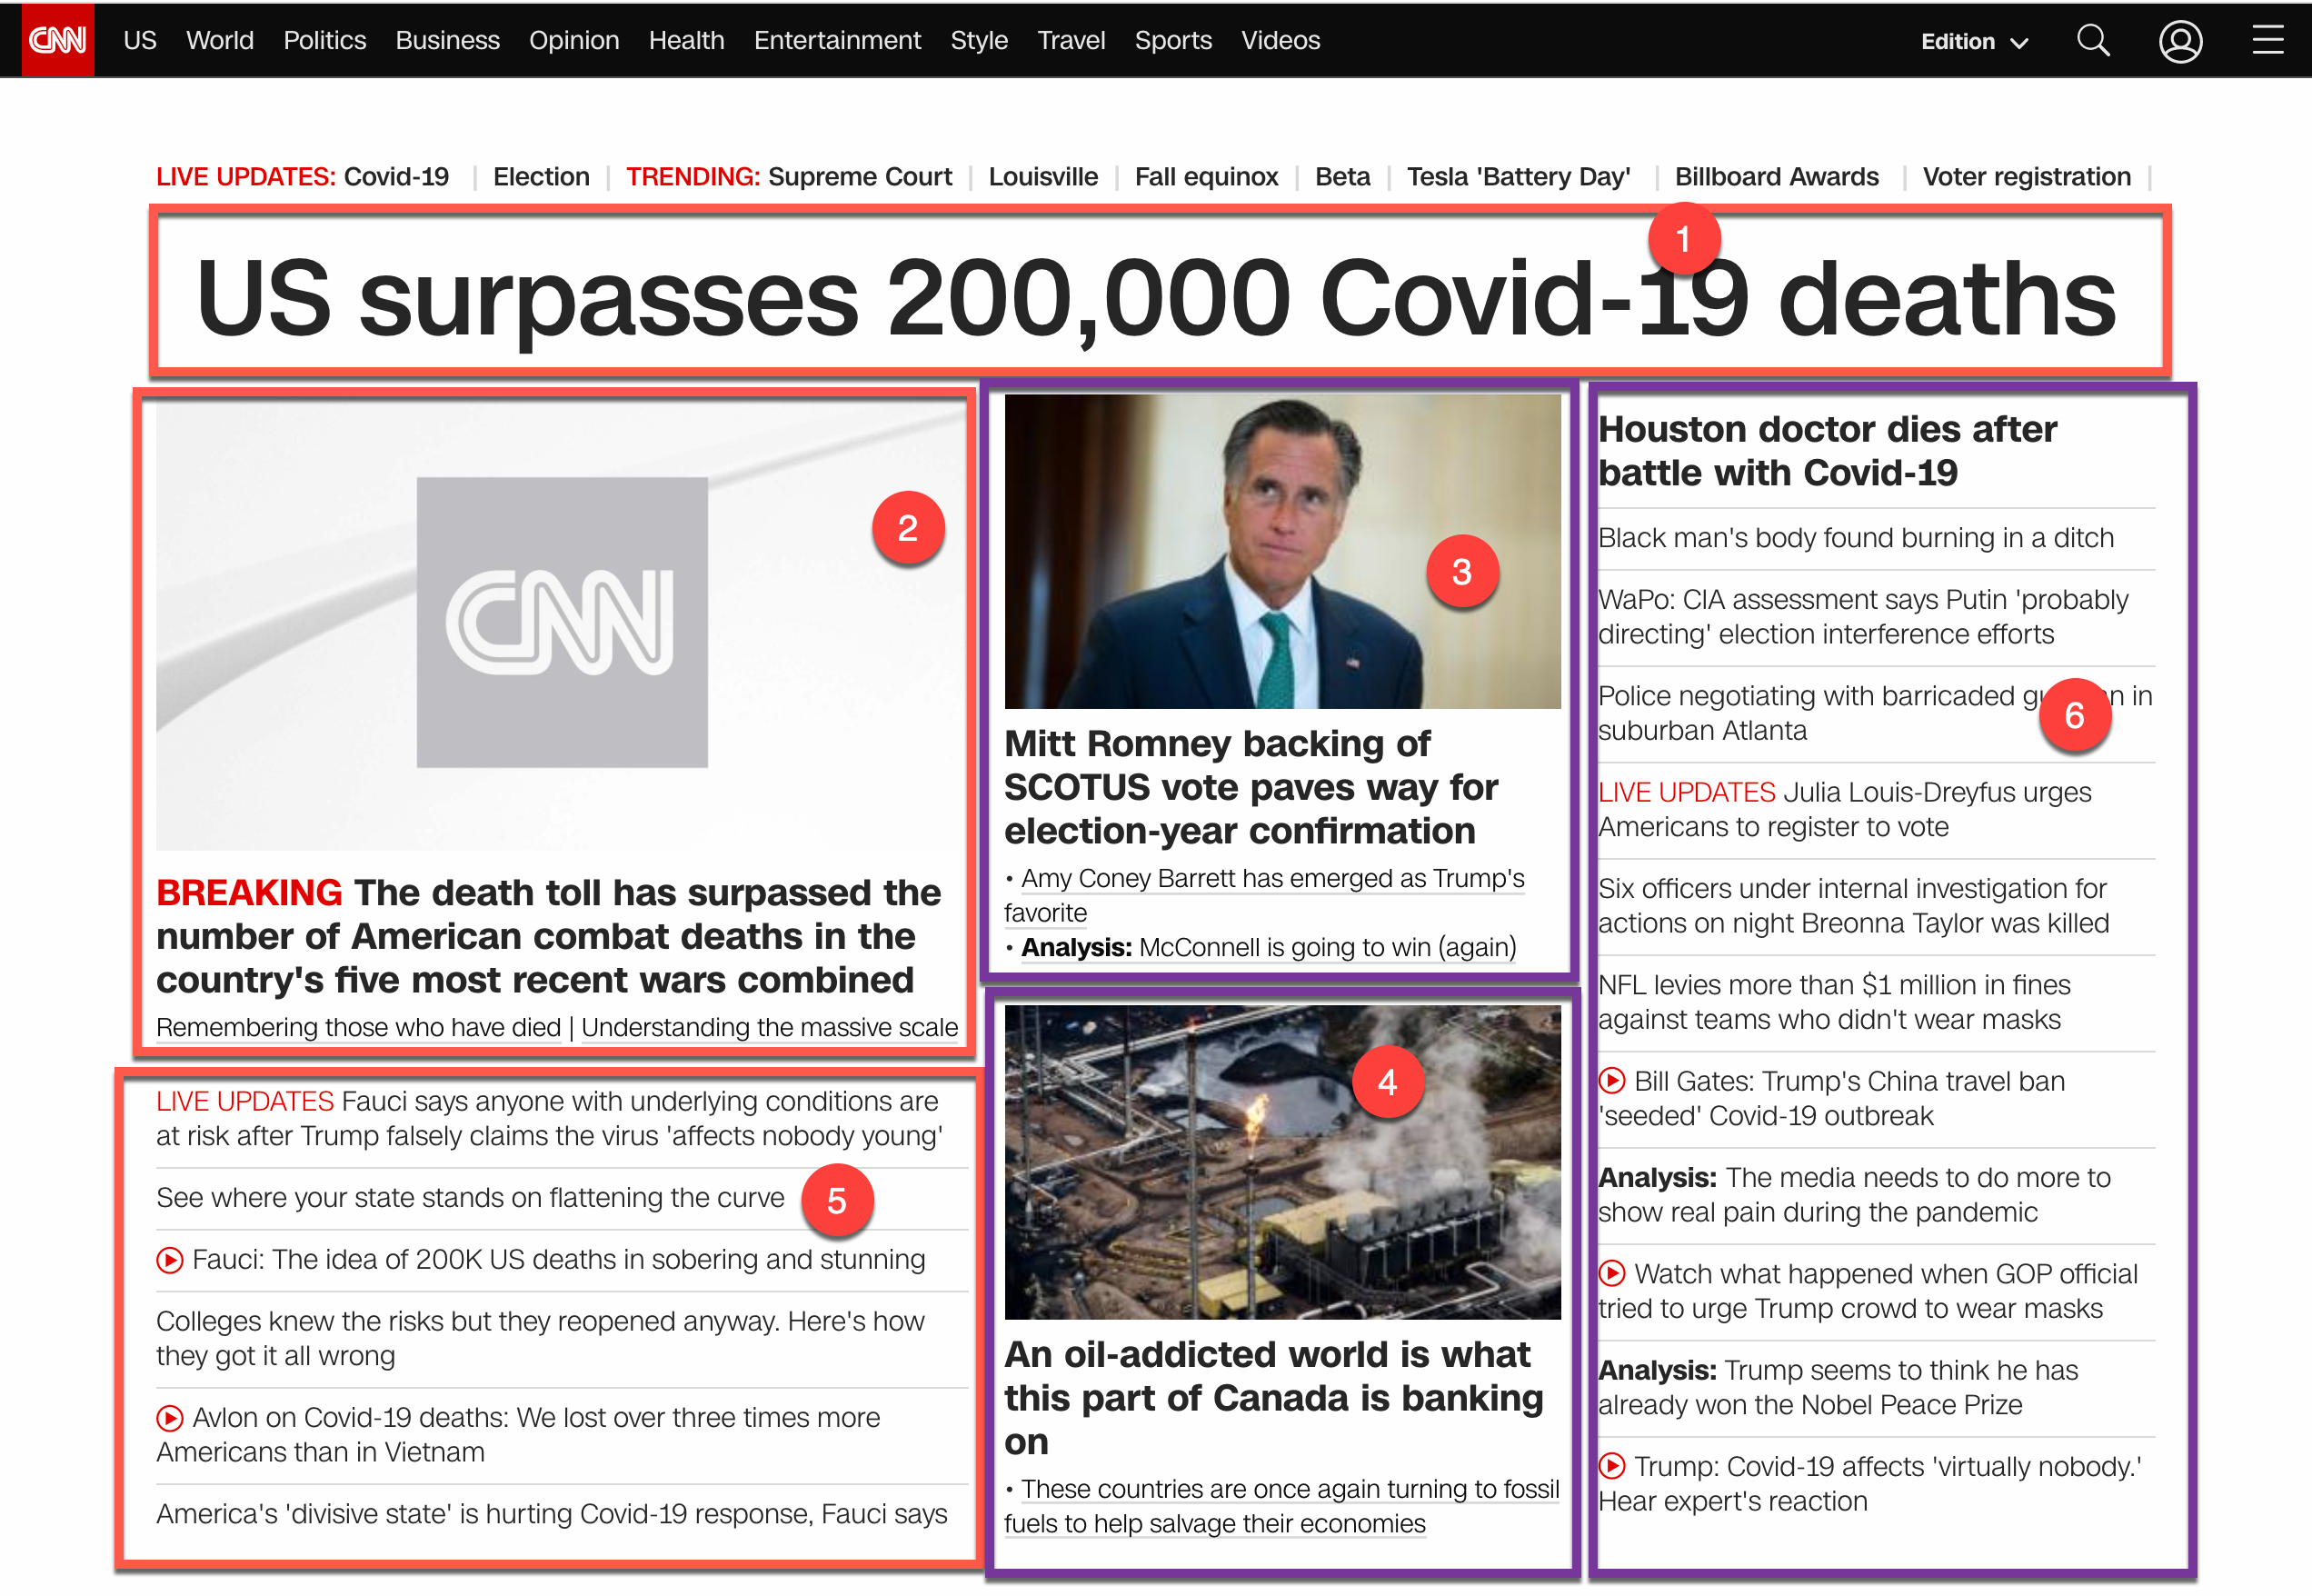 CNN US World Politics Business Opinion Health Entertainment Style Travel Sports Videos Edition
LIVE UPDATES: Covid-19 | Election | TRENDING: Supreme Court | Louisville | Fall equinox | Beta | Tesla 'Battery Day' | Billboard Awards | Voter registration |
1
US surpasses 200,000 Covid-19 deaths
2
CNN
BREAKING The death toll has surpassed the
number of American combat deaths in the
country's five most recent wars combined
Remembering those who have died | Understanding the massive scale
LIVE UPDATES Fauci says anyone with underlying conditions are
at risk after Trump falsely claims the virus 'affects nobody young'
See where your state stands on flattening the curve
5
Fauci: The idea of 200K US deaths in sobering and stunning
Colleges knew the risks but they reopened anyway. Here's how
they got it all wrong
Avlon on Covid-19 deaths: We lost over three times more
Americans than in Vietnam
America's 'divisive state' is hurting Covid-19 response, Fauci says
3
Mitt Romney backing of
SCOTUS vote paves way for
election-year confirmation
• Amy Coney Barrett has emerged as Trump's
favorite
• Analysis: McConnell is going to win (again)
4
An oil-addicted world is what
this part of Canada is banking
on
• These countries are once again turning to fossil
fuels to help salvage their economies
Houston doctor dies after
battle with Covid-19
Black man's body found burning in a ditch
WaPo: CIA assessment says Putin 'probably
directing' election interference efforts
Police negotiating with barricaded in
suburban Atlanta
6
LIVE UPDATES Julia Louis-Dreyfus urges
Americans to register to vote
Six officers under internal investigation for
actions on night Breonna Taylor was killed
NFL levies more than $1 million in fines
against teams who didn't wear masks
Bill Gates: Trump's China travel ban
'seeded' Covid-19 outbreak
Analysis: The media needs to do more to
show real pain during the pandemic
Watch what happened when GOP official
tried to urge Trump crowd to wear masks
Analysis: Trump seems to think he has
already won the Nobel Peace Prize
Trump: Covid-19 affects 'virtually nobody.'
Hear expert's reaction